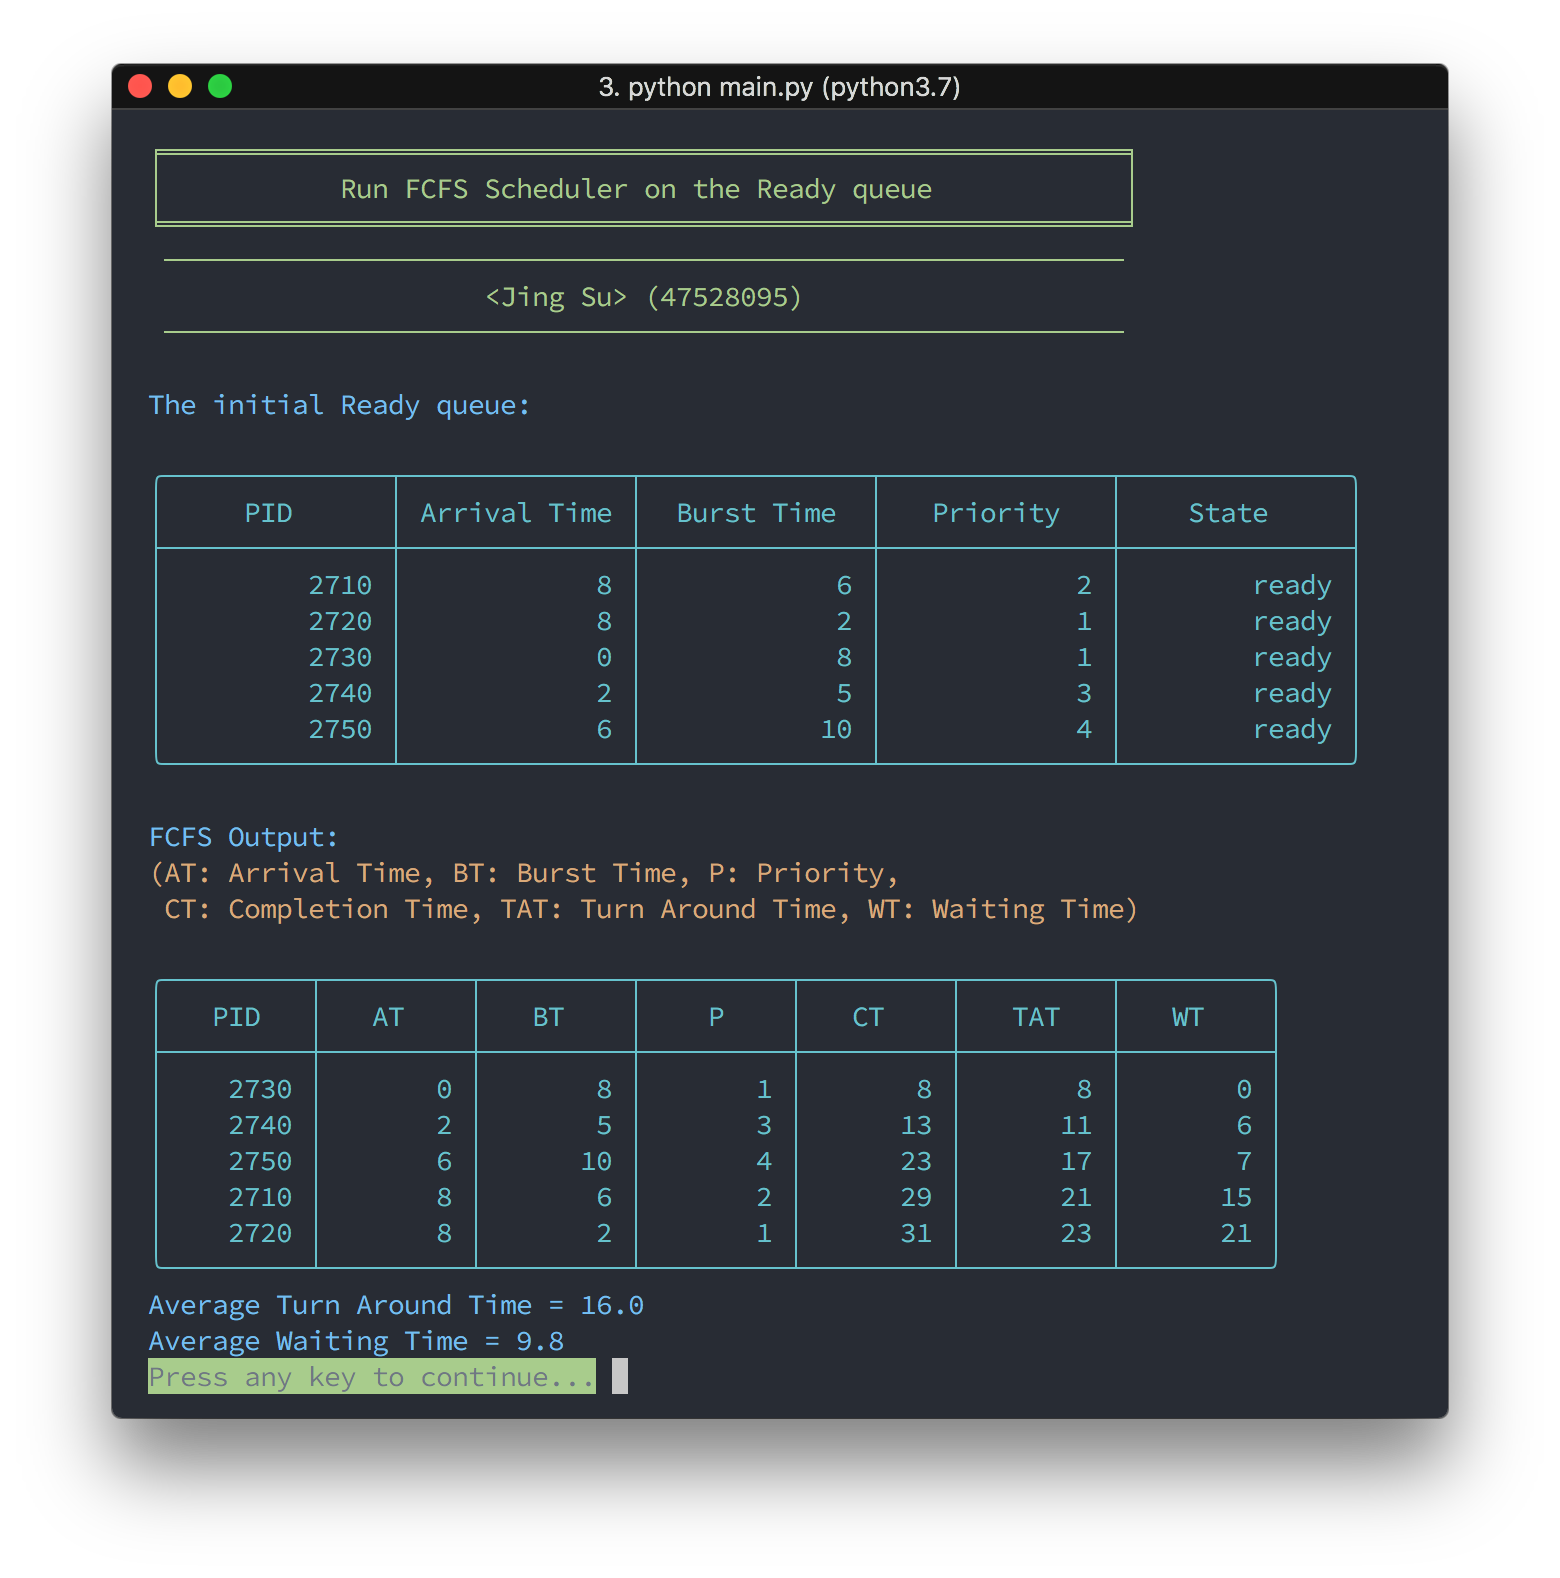 3. python main.py (python3.7)
Run FCFS Scheduler on the Ready queue
<Jing Su> (47528095)
The initial Ready queue:
PID Arrival Time Burst Time Priority State
2710 8 6 2 ready
2720 8 2 1 ready
2730 0 8 1 ready
2740 2 5 3 ready
2750 6 10 4 ready
FCFS Output:
(AT: Arrival Time, BT: Burst Time, P: Priority,
CT: Completion Time, TAT: Turn Around Time, WT: Waiting Time)
PID AT BT P CT TAT WT
2730 0 8 1 8 8 0
2740 2 5 3 13 11 6
2750 6 10 4 23 17 7
2710 8 6 2 29 21 15
2720 8 2 1 31 23 21
Average Turn Around Time = 16.0
Average Waiting Time = 9.8
Press any key to continue...